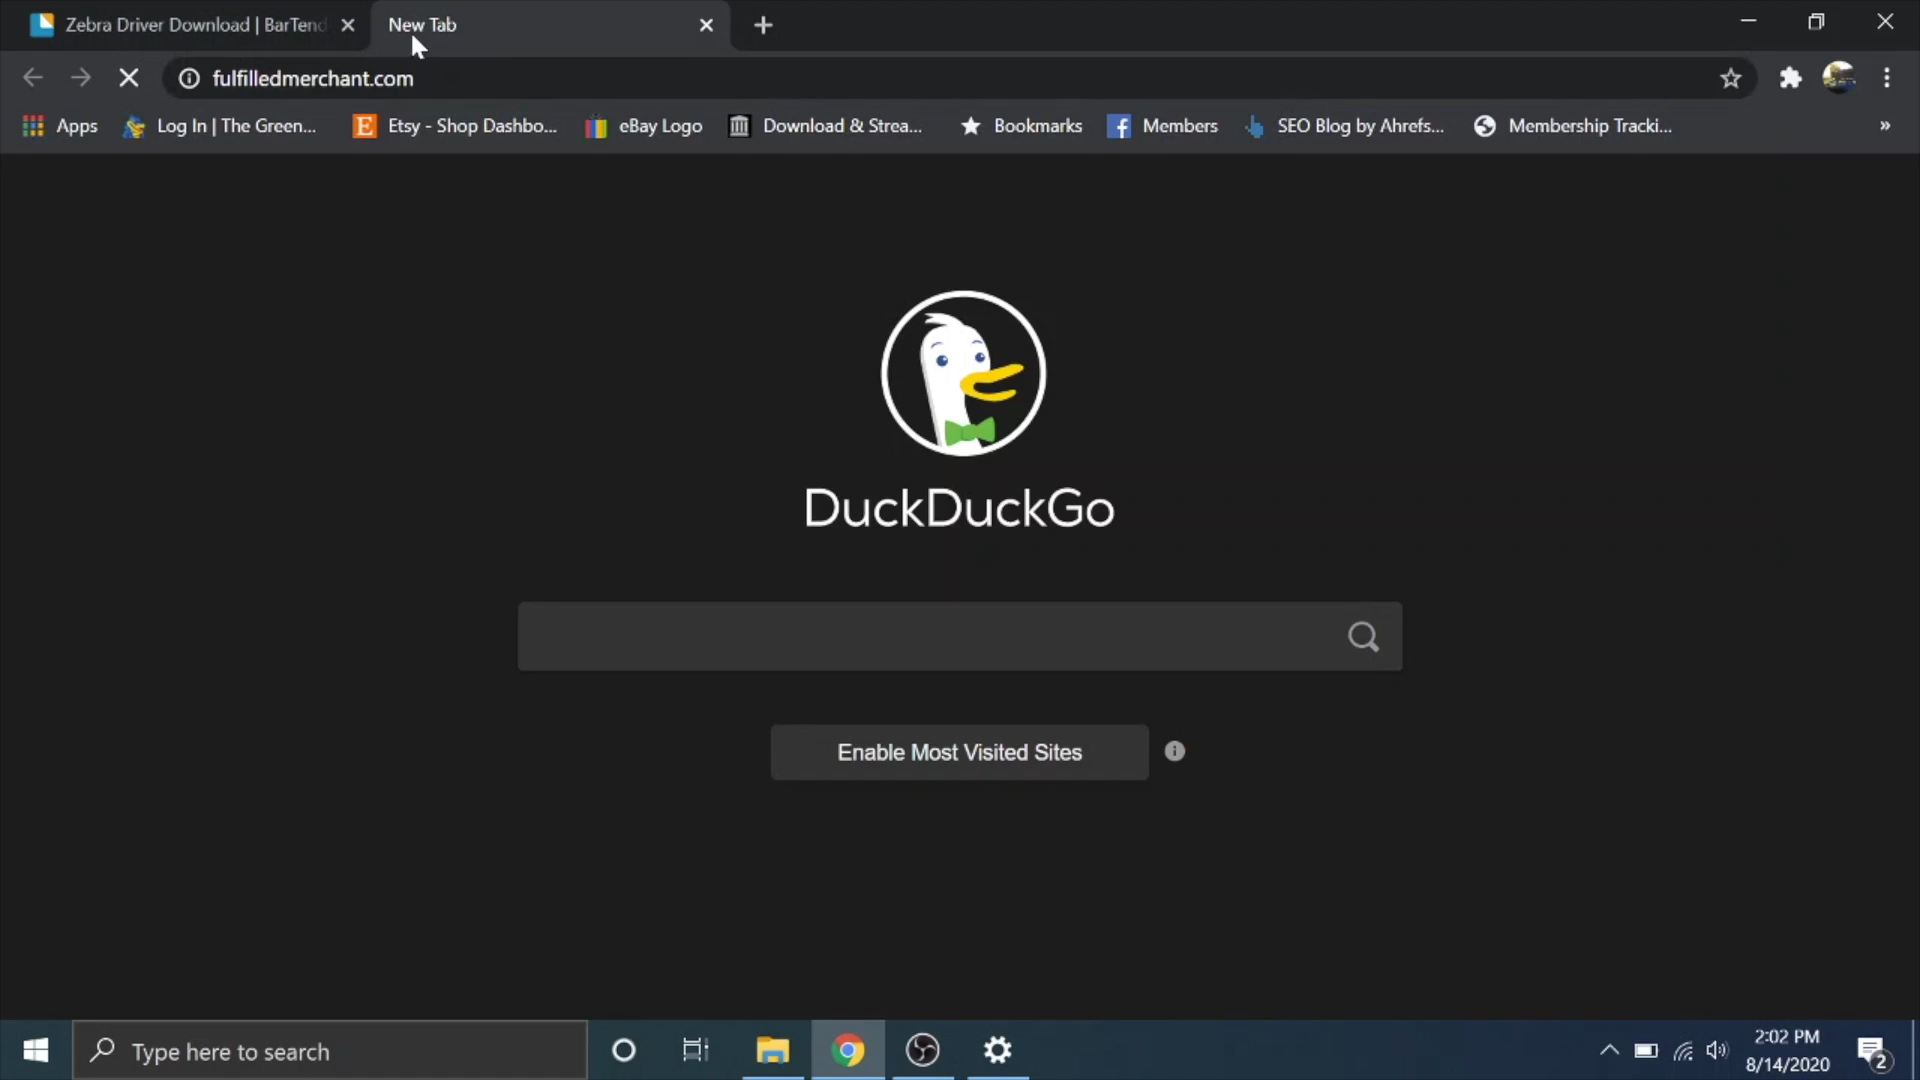 Zebra Driver Download | BarTend
New Tab
fulfilledmerchant.com
Apps
Log In | The Green...
Etsy - Shop Dashbo...
eBay Logo
Download & Strea...
Bookmarks
Members
SEO Blog by Ahrefs...
Membership Tracki...
»
DuckDuckGo
Enable Most Visited Sites
Type here to search
2:02 PM
8/14/2020
2